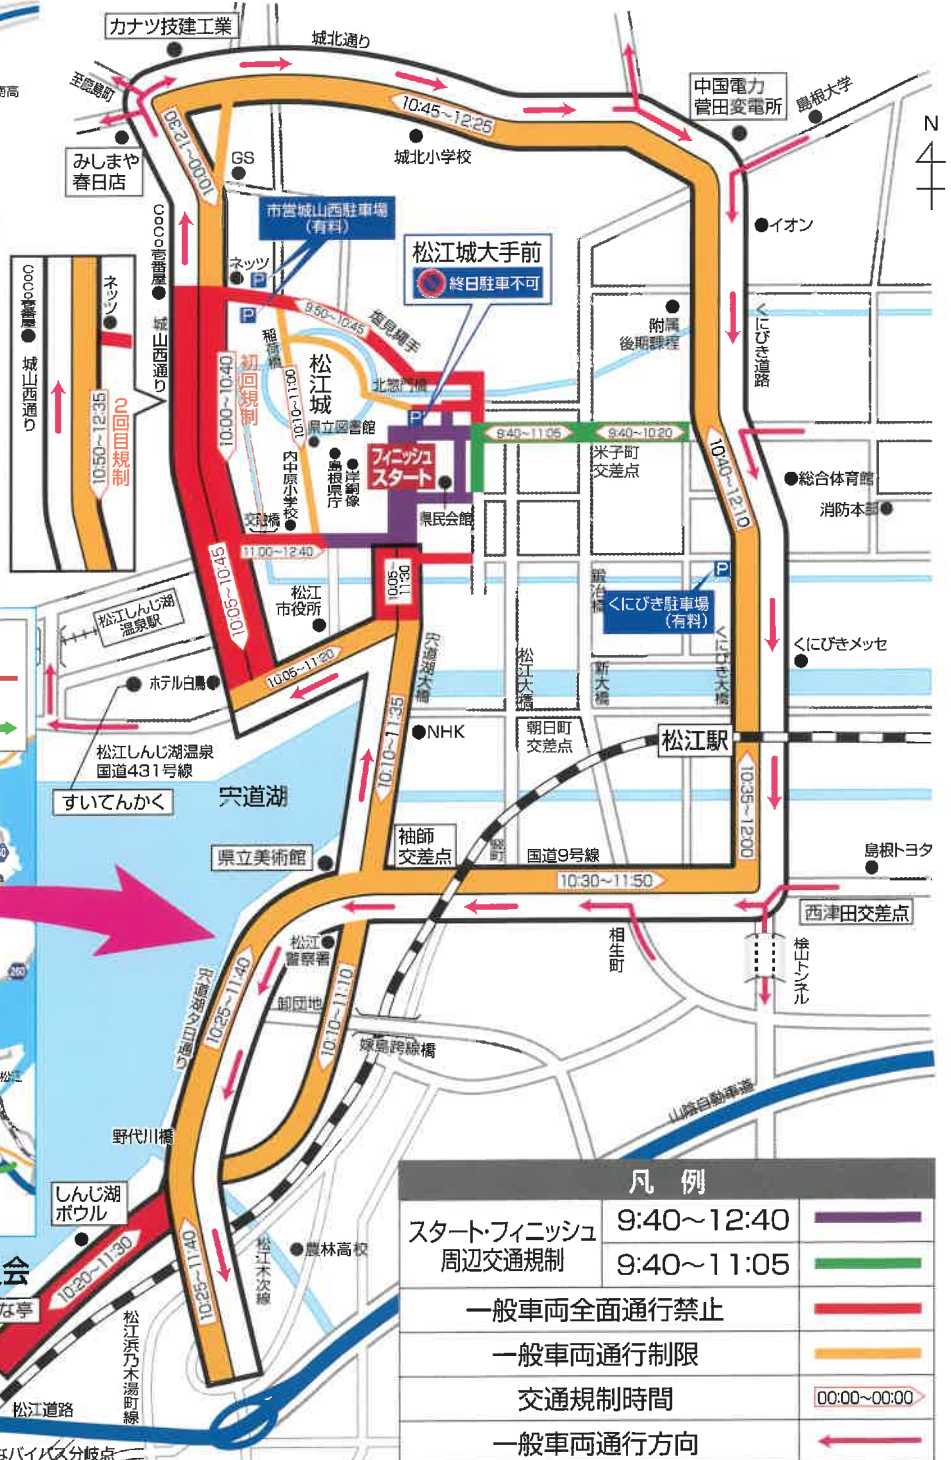 カナツ技建工業
城北通り
至鹿島町
みしまや
春日店
10:00~12:30
10:45~12:25
城北小学校
中国電力
菅田変電所
島根大学
N
GS
市営城山西駐車場
(有料)
松江城大手前
終日駐車不可
イオン
CoCo壱番屋
ネッツ
P
P
城山西通り
9:50~10:45
塩見縄手
附属
後期課程
くにびき道路
CoCo壱番屋
ネッツ
城山西通り
10:50~12:35
2回目規制
初回規制
10:00~10:40
稲荷橋
松江城
北惣門橋
10:10~11:00
県立図書館
P
9:40~11:05
9:40~10:20
米子町
交差点
フィニッシュ
スタート
内中原小学校
島根県庁
岸銅像
県民会館
10:40~12:10
総合体育館
消防本部
11:00~12:40
10:05~10:45
10:05~
11:30
松江
市役所
鍛冶橋
P
くにびき駐車場
(有料)
松江しんじ湖
温泉駅
ホテル白鳥
10:05~11:20
宍道湖大橋
松江大橋
新大橋
くにびき大橋
くにびきメッセ
NHK
朝日町
交差点
松江駅
松江しんじ湖温泉
国道431号線
すいてんかく
宍道湖
10:10~11:35
10:35~12:00
県立美術館
袖師
交差点
国道9号線
10:30~11:50
島根トヨタ
西津田交差点
松江
警察署
相生町
桧山トンネル
宍道湖夕日通り
10:25~11:40
10:10~11:10
卸団地
嫁島跨線橋
山陰自動車道
野代川橋
しんじ湖
ボウル
10:20~11:30
10:25~11:40
松江木次線
農林高校
松江浜乃木湯町線
な亭
会
松江
松江道路
バイパス分岐点
凡 例
スタート・フィニッシュ
周辺交通規制
9:40~12:40
9:40~11:05
一般車両全面通行禁止
一般車両通行制限
交通規制時間
00:00~00:00
一般車両通行方向